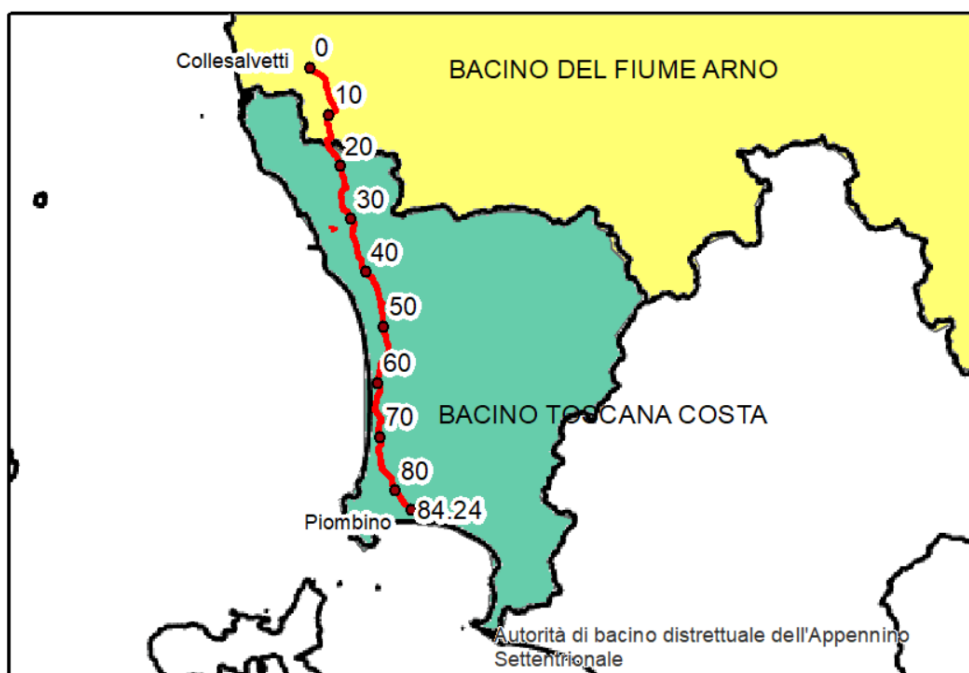 0
Collesalvetti
BACINO DEL FIUME ARNO
10
20
30
40
50
60
70
BACINO TOSCANA COSTA
80
84.24
Piombino
Autorità di bacino distrettuale dell'Appennino
Settentrionale